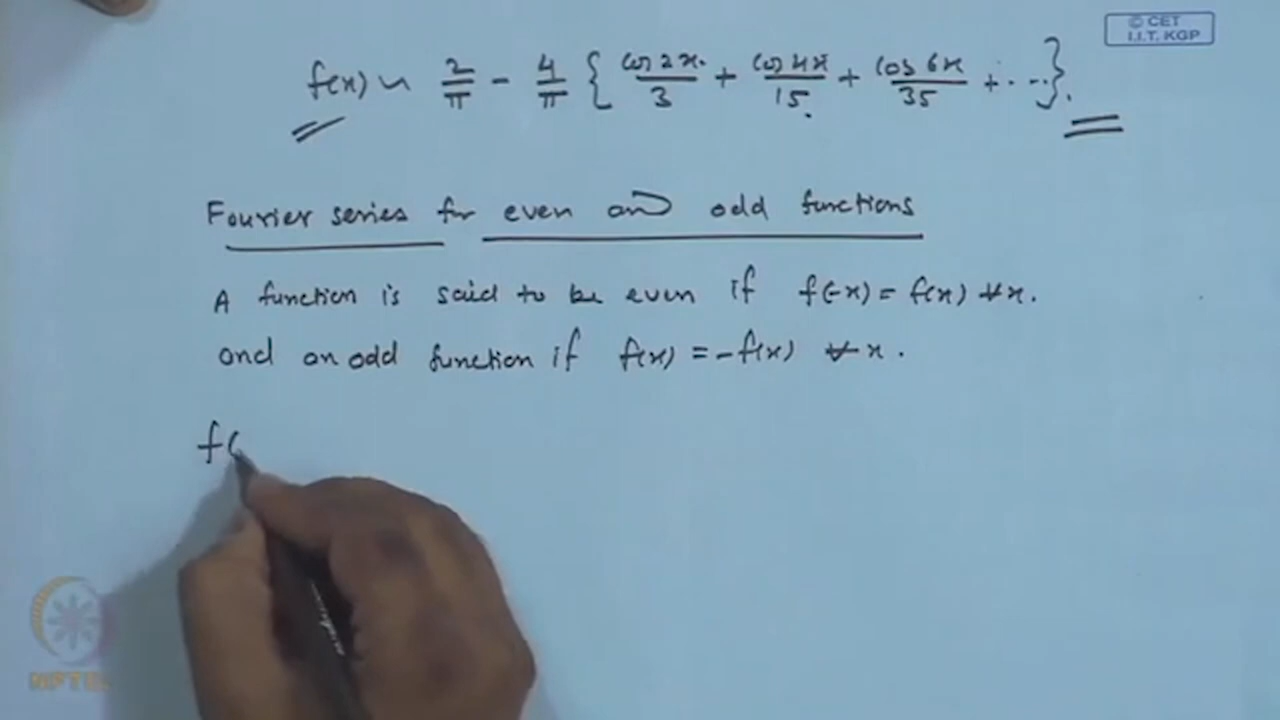 © CET
I.I.T. KGP
f(x) ~ 2/π - 4/π { cos 2x/3 + cos 4x/15 + cos 6x/35 + ... }.
Fourier series for even and odd functions
A function is said to be even if f(-x) = f(x) ∀x.
and an odd function if f(x) = -f(x) ∀x.
f(
NPTEL